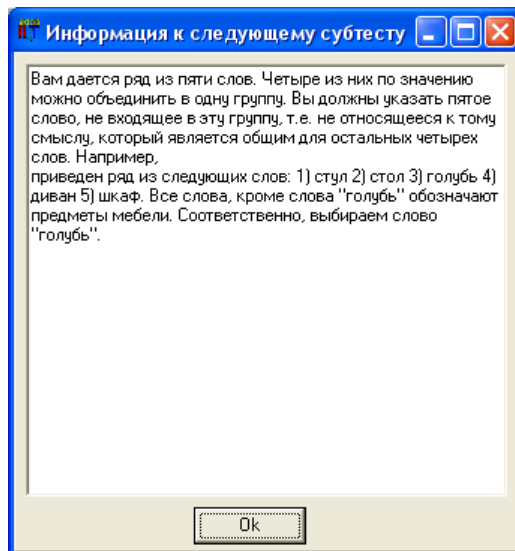 Информация к следующему субтесту
Вам дается ряд из пяти слов. Четыре из них по значению
можно объединить в одну группу. Вы должны указать пятое
слово, не входящее в эту группу, т.е. не относящееся к тому
смыслу, который является общим для остальных четырех
слов. Например,
приведен ряд из следующих слов: 1) стул 2) стол 3) голубь 4)
диван 5) шкаф. Все слова, кроме слова "голубь" обозначают
предметы мебели. Соответственно, выбираем слово
"голубь".
Ok